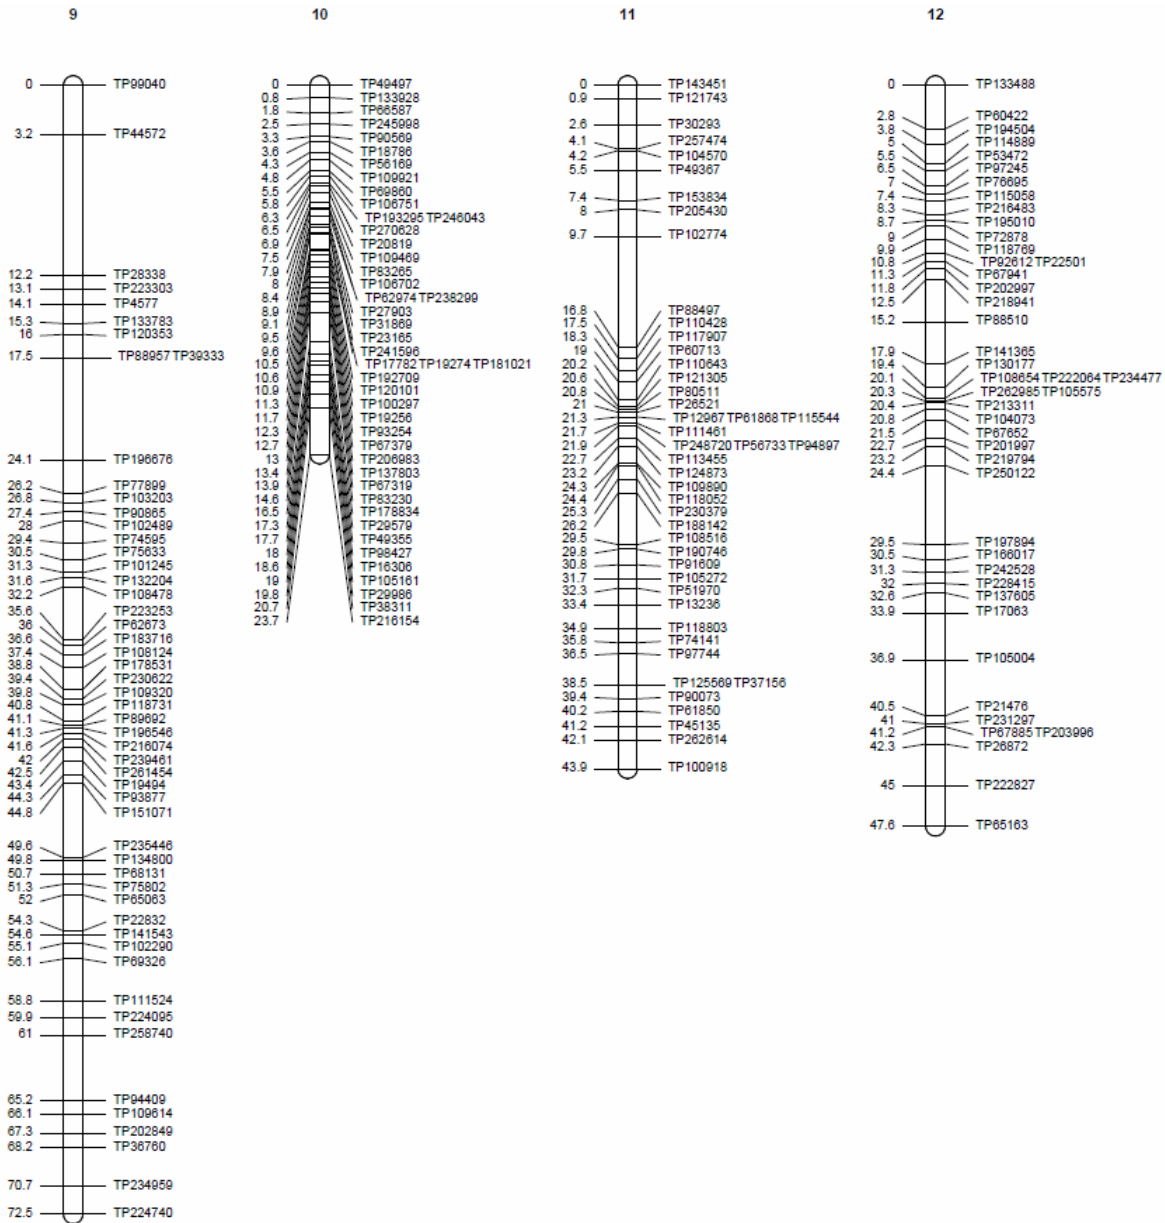 9
0 TP99040
3.2 TP44572
12.2 TP28338
13.1 TP223303
14.1 TP4577
15.3 TP133783
16 TP120353
17.5 TP88957 TP39333
24.1 TP196676
26.2 TP77899
26.8 TP103203
27.4 TP90865
28 TP102489
29.4 TP74595
30.5 TP75633
31.3 TP101245
31.6 TP132204
32.2 TP108478
35.6 TP223253
36 TP62673
36.6 TP183716
37.4 TP108124
38.8 TP178531
39.4 TP230622
39.8 TP109320
40.8 TP118731
41.1 TP89692
41.3 TP196546
41.6 TP216074
42 TP239461
42.5 TP261454
43.4 TP19494
44.3 TP93877
44.8 TP151071
49.6 TP235446
49.8 TP134800
50.7 TP68131
51.3 TP75802
52 TP65063
54.3 TP22832
54.6 TP141543
55.1 TP102290
56.1 TP69326
58.8 TP111524
59.9 TP224095
61 TP258740
65.2 TP94409
66.1 TP109614
67.3 TP202849
68.2 TP36760
70.7 TP234959
72.5 TP224740
10
0 TP49497
0.8 TP133928
1.8 TP66587
2.5 TP245998
3.3 TP90569
3.6 TP18786
4.3 TP56169
4.8 TP109921
5.5 TP69860
5.8 TP106751
6.3 TP193295 TP246043
6.5 TP270628
6.9 TP20819
7.5 TP109469
7.9 TP83265
8 TP106702
8.4 TP62974 TP238299
8.9 TP27903
9.1 TP31869
9.5 TP23165
9.6 TP241596
10.5 TP17782 TP19274 TP181021
10.6 TP192709
10.9 TP120101
11.3 TP100297
11.7 TP19256
12.3 TP93254
12.7 TP67379
13 TP206983
13.4 TP137803
13.9 TP67319
14.6 TP83230
16.5 TP178834
17.3 TP29579
17.7 TP49355
18 TP98427
18.6 TP16306
19 TP105161
19.8 TP29986
20.7 TP38311
23.7 TP216154
11
0 TP143451
0.9 TP121743
2.6 TP30293
4.1 TP257474
4.2 TP104570
5.5 TP49367
7.4 TP153834
8 TP205430
9.7 TP102774
16.8 TP88497
17.5 TP110428
18.3 TP117907
19 TP60713
20.2 TP110643
20.6 TP121305
20.8 TP80511
21 TP26521
21.3 TP12967 TP61868 TP115544
21.7 TP111461
21.9 TP248720 TP56733 TP94897
22.7 TP113455
23.2 TP124873
24.3 TP109890
24.4 TP118052
25.3 TP230379
26.2 TP188142
29.5 TP108516
29.8 TP190746
30.8 TP91609
31.7 TP105272
32.3 TP51970
33.4 TP13236
34.9 TP118803
35.8 TP74141
36.5 TP97744
38.5 TP125569 TP37156
39.4 TP90073
40.2 TP61850
41.2 TP45135
42.1 TP262614
43.9 TP100918
12
0 TP133488
2.8 TP60422
3.8 TP194504
5 TP114889
5.5 TP53472
6.5 TP97245
7 TP76695
7.4 TP115058
8.3 TP216483
8.7 TP195010
9 TP72878
9.9 TP118769
10.8 TP92612 TP22501
11.3 TP67941
11.8 TP202997
12.5 TP218941
15.2 TP88510
17.9 TP141365
19.4 TP130177
20.1 TP108654 TP222064 TP234477
20.3 TP262985 TP105575
20.4 TP213311
20.8 TP104073
21.5 TP67652
22.7 TP201997
23.2 TP219794
24.4 TP250122
29.5 TP197894
30.5 TP166017
31.3 TP242528
32 TP228415
32.6 TP137605
33.9 TP17063
36.9 TP105004
40.5 TP21476
41 TP231297
41.2 TP67885 TP203996
42.3 TP26872
45 TP222827
47.6 TP65163